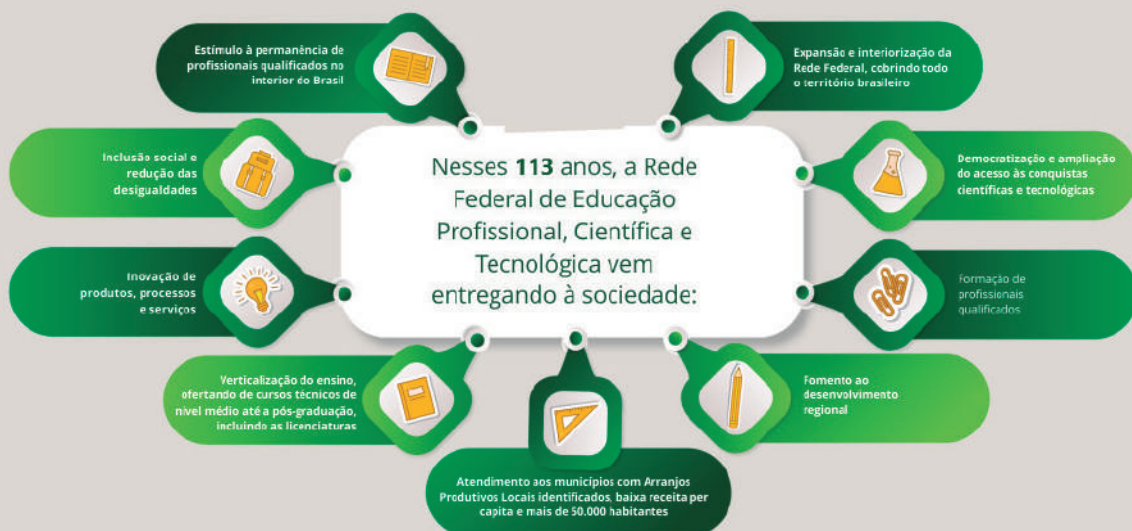 Nesses 113 anos, a Rede
Federal de Educação
Profissional, Científica e
Tecnológica vem
entregando à sociedade:
Estímulo à permanência de
profissionais qualificados no
interior do Brasil
Inclusão social e
redução das
desigualdades
Inovação de
produtos, processos
e serviços
Verticalização do ensino,
ofertando de cursos técnicos de
nível médio até a pós-graduação,
incluindo as licenciaturas
Atendimento aos municípios com Arranjos
Produtivos Locais identificados, baixa receita per
capita e mais de 50.000 habitantes
Fomento ao
desenvolvimento
regional
Formação de
profissionais
qualificados
Democratização e ampliação
do acesso às conquistas
científicas e tecnológicas
Expansão e interiorização da
Rede Federal, cobrindo todo
o território brasileiro